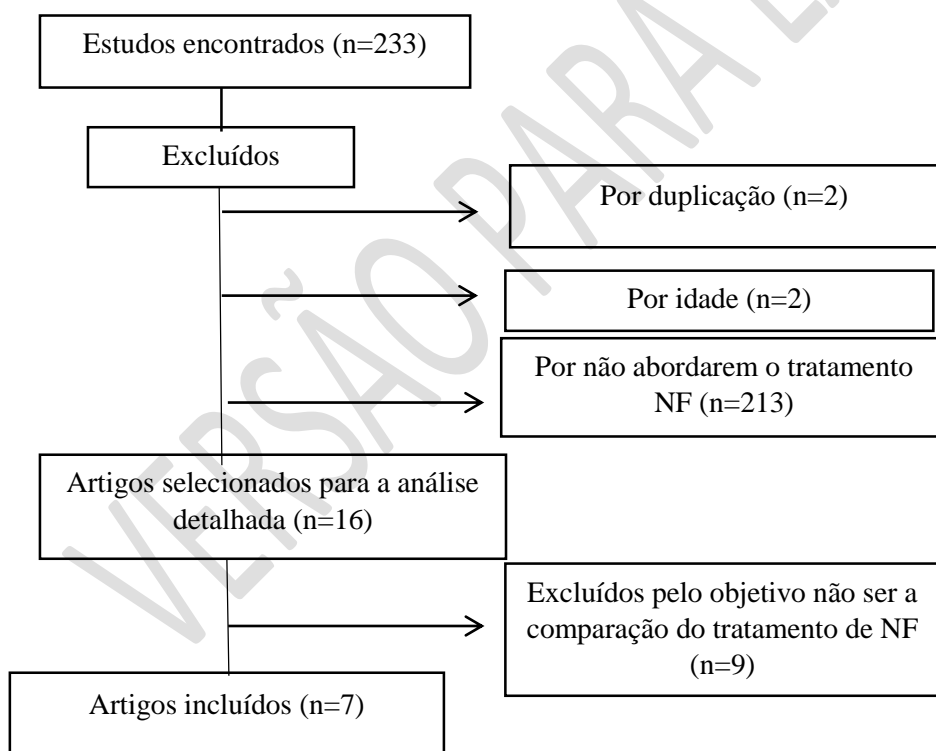 Estudos encontrados (n=233)
Excluídos
Por duplicação (n=2)
Por idade (n=2)
Por não abordarem o tratamento
NF (n=213)
Artigos selecionados para a análise
detalhada (n=16)
Excluídos pelo objetivo não ser a
comparação do tratamento de NF
(n=9)
Artigos incluídos (n=7)
VERSÃO PARA